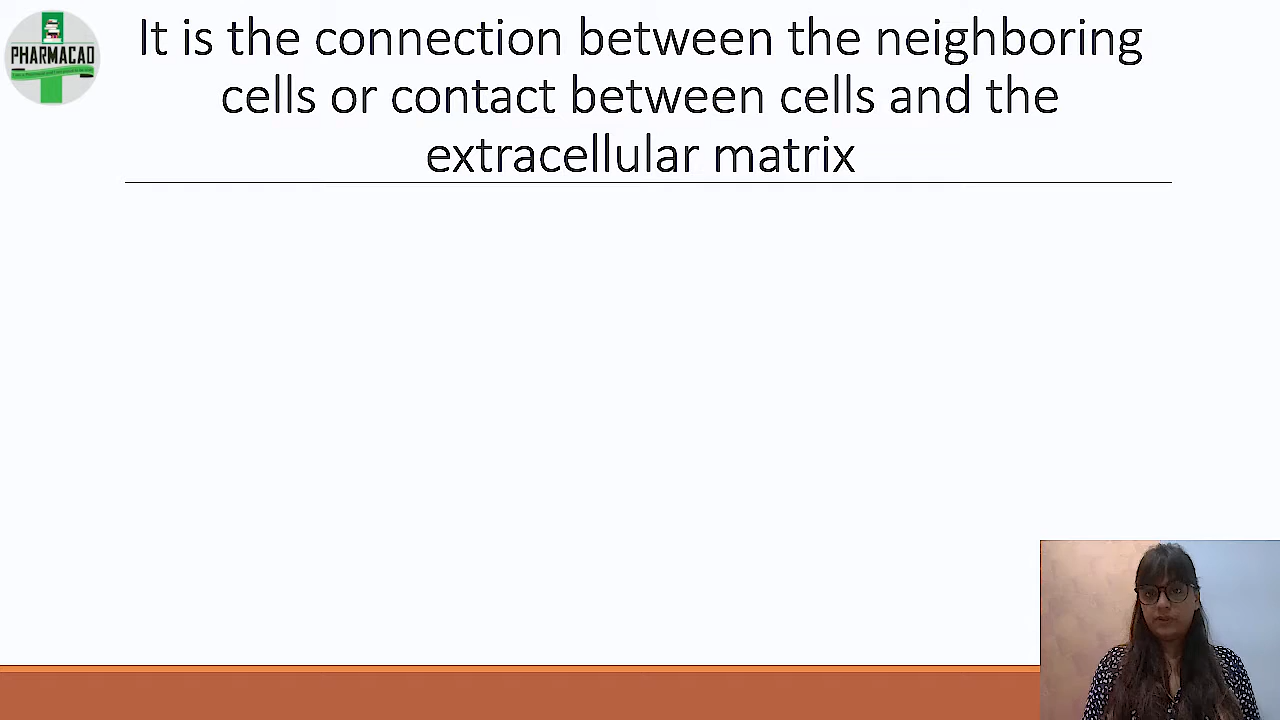 PHARMACAD
It is the connection between the neighboring
cells or contact between cells and the
extracellular matrix